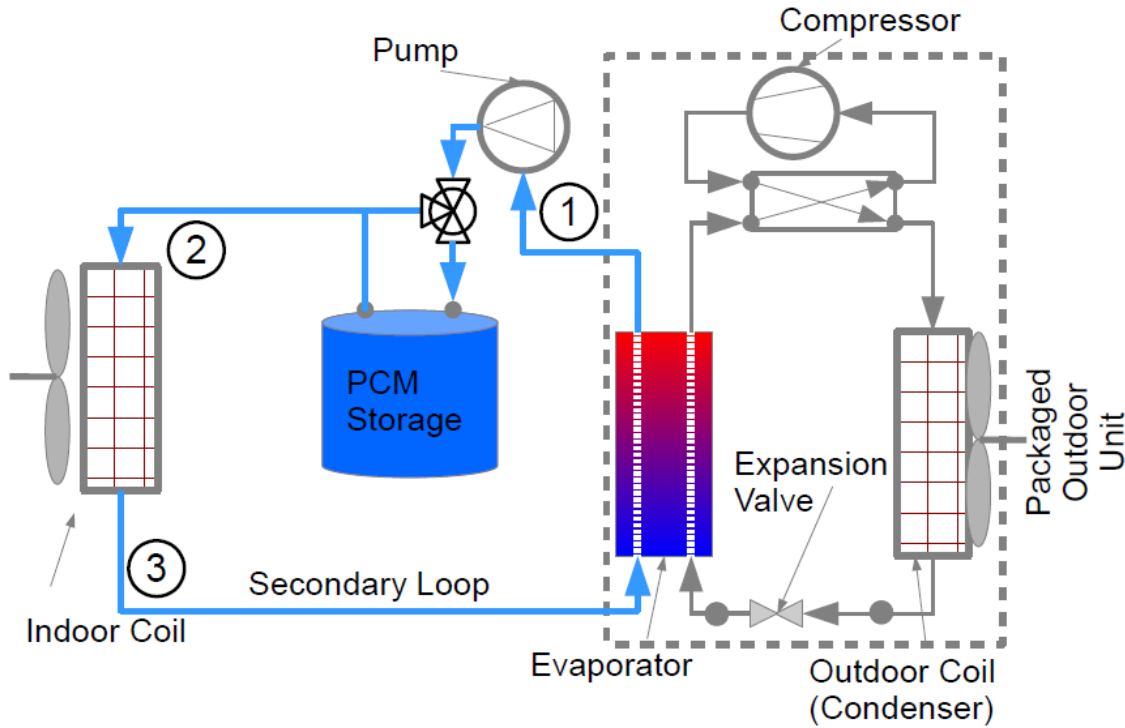 Compressor
Pump
1
2
PCM
Storage
Expansion
Valve
Packaged
Outdoor
Unit
3
Secondary Loop
Indoor Coil
Evaporator
Outdoor Coil
(Condenser)